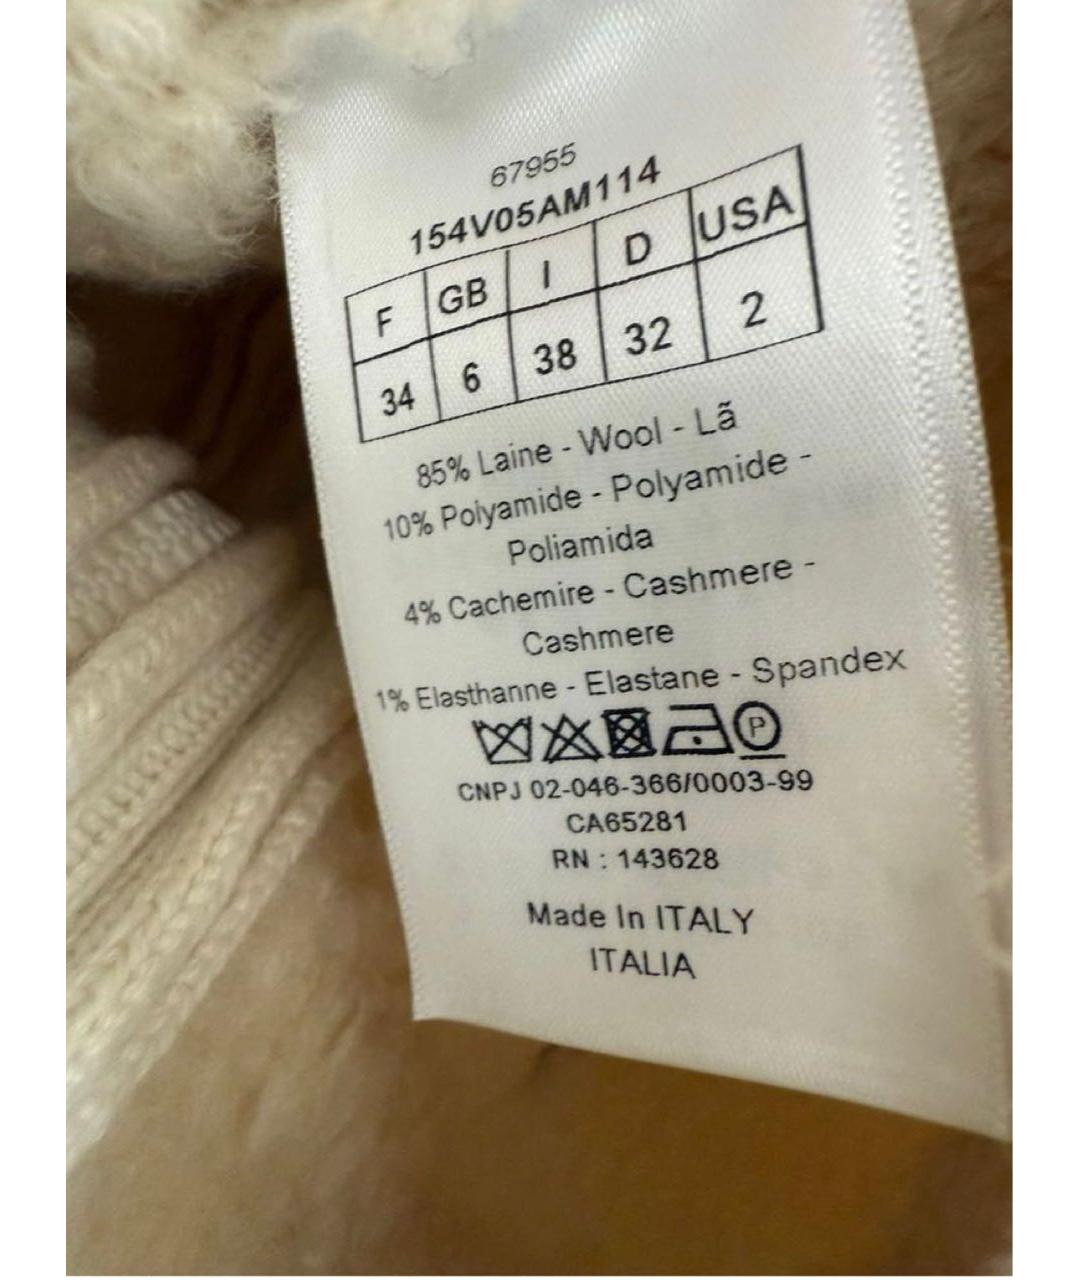 67955
154V05AM114
F GB I D USA
34 6 38 32 2
85% Laine - Wool - Lã
10% Polyamide - Polyamide -
Poliamida
4% Cachemire - Cashmere -
Cashmere
1% Elasthanne - Elastane - Spandex
P
CNPJ 02-046-366/0003-99
CA65281
RN : 143628
Made In ITALY
ITALIA